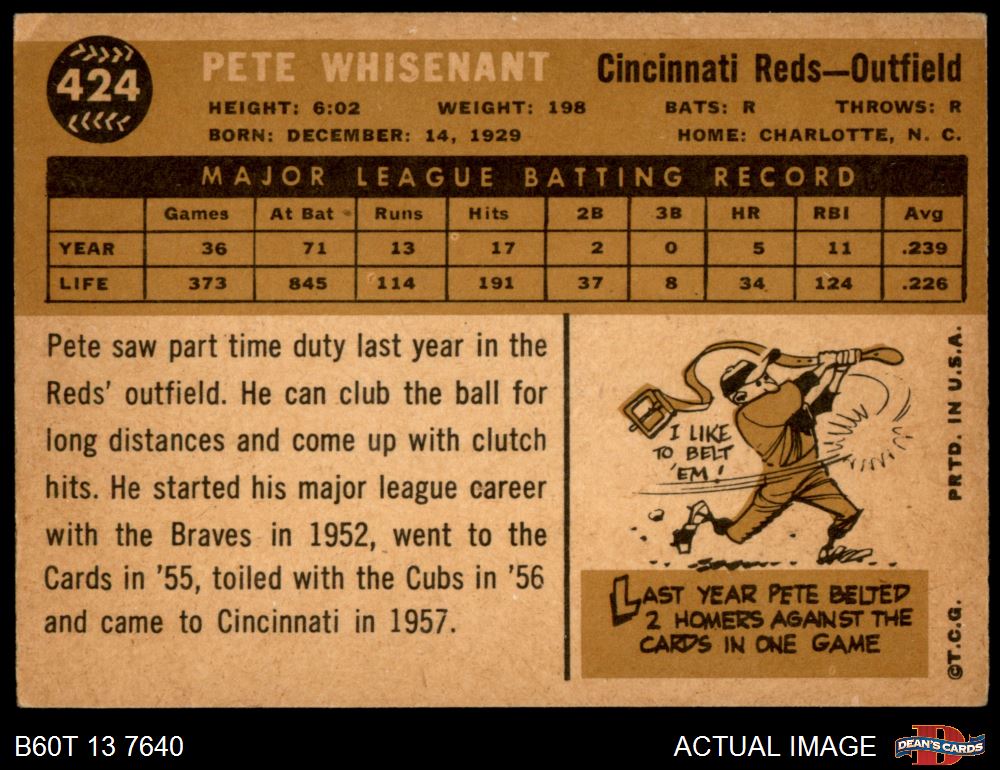 424
PETE WHISENANT
Cincinnati Reds—Outfield
HEIGHT: 6:02 WEIGHT: 198 BATS: R THROWS: R
BORN: DECEMBER: 14, 1929 HOME: CHARLOTTE, N. C.
MAJOR LEAGUE BATTING RECORD
Games At Bat Runs Hits 2B 3B HR RBI Avg
YEAR 36 71 13 17 2 0 5 11 .239
LIFE 373 845 114 191 37 8 34 124 .226
Pete saw part time duty last year in the
Reds' outfield. He can club the ball for
long distances and come up with clutch
hits. He started his major league career
with the Braves in 1952, went to the
Cards in '55, toiled with the Cubs in '56
and came to Cincinnati in 1957.
I LIKE
TO BELT
'EM!
LAST YEAR PETE BELTED
2 HOMERS AGAINST THE
CARDS IN ONE GAME
©T.C.G. PRTD. IN U.S.A.
B60T 13 7640
ACTUAL IMAGE
D
DEAN'S CARDS